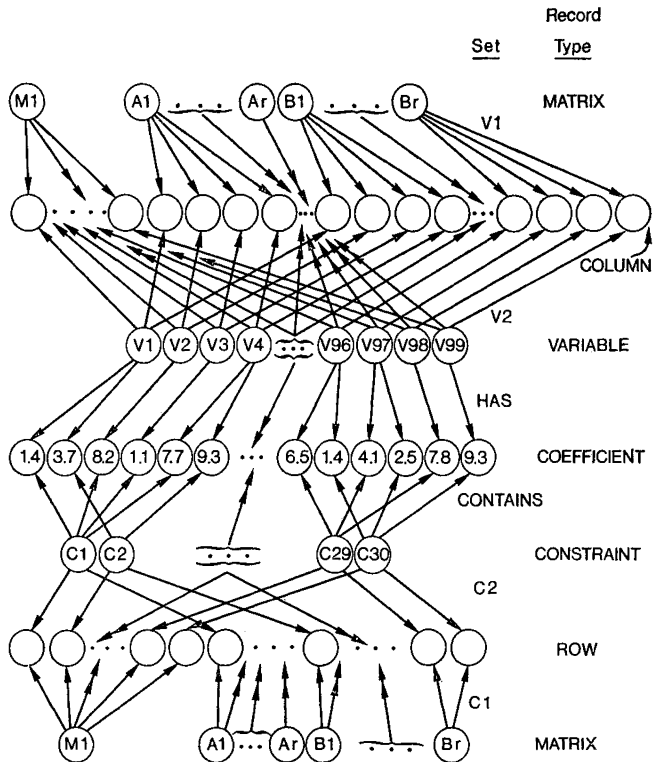 Record
Set Type
M1 A1 . . . Ar B1 . . . Br MATRIX
V1
. . . . ... ...
COLUMN
V2
V1 V2 V3 V4 ... V96 V97 V98 V99 VARIABLE
HAS
1.4 3.7 8.2 1.1 7.7 9.3 ... 6.5 1.4 4.1 2.5 7.8 9.3 COEFFICIENT
CONTAINS
C1 C2 . . . C29 C30 CONSTRAINT
C2
. . . . . . . . . . ROW
C1
M1 A1 ... Ar B1 . . . Br MATRIX